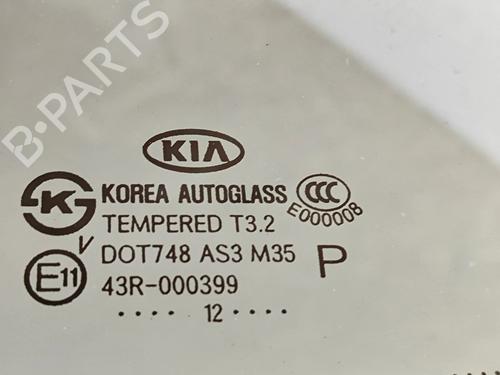 B-PARTS
KIA
K
KOREA AUTOGLASS
CCC
E000008
TEMPERED T3.2
V
DOT748 AS3 M35
P
E11
43R-000399
•••• 12 ••••